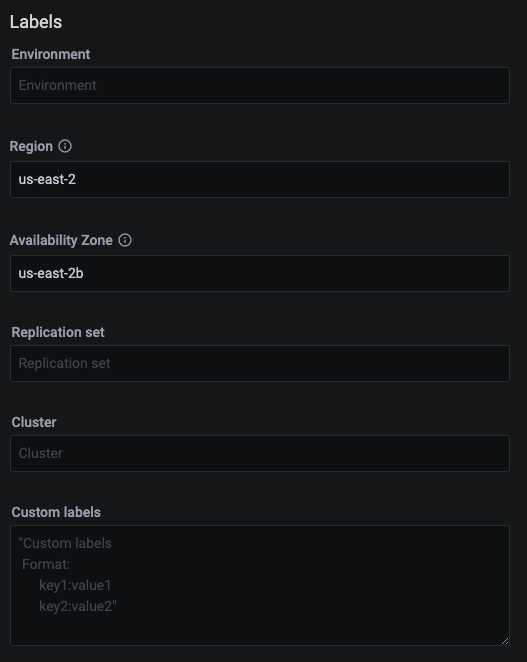 Labels
Environment
Environment
Region
us-east-2
Availability Zone
us-east-2b
Replication set
Replication set
Cluster
Cluster
Custom labels
"Custom labels
Format:
key1:value1
key2:value2"